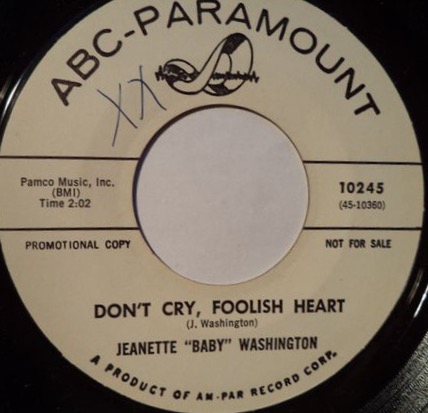 ABC-PARAMOUNT
XX
Pamco Music, Inc.
(BMI)
Time 2:02
10245
(45-10360)
PROMOTIONAL COPY
NOT FOR SALE
DON'T CRY, FOOLISH HEART
(J. Washington)
JEANETTE "BABY" WASHINGTON
A PRODUCT OF AM-PAR RECORD CORP.